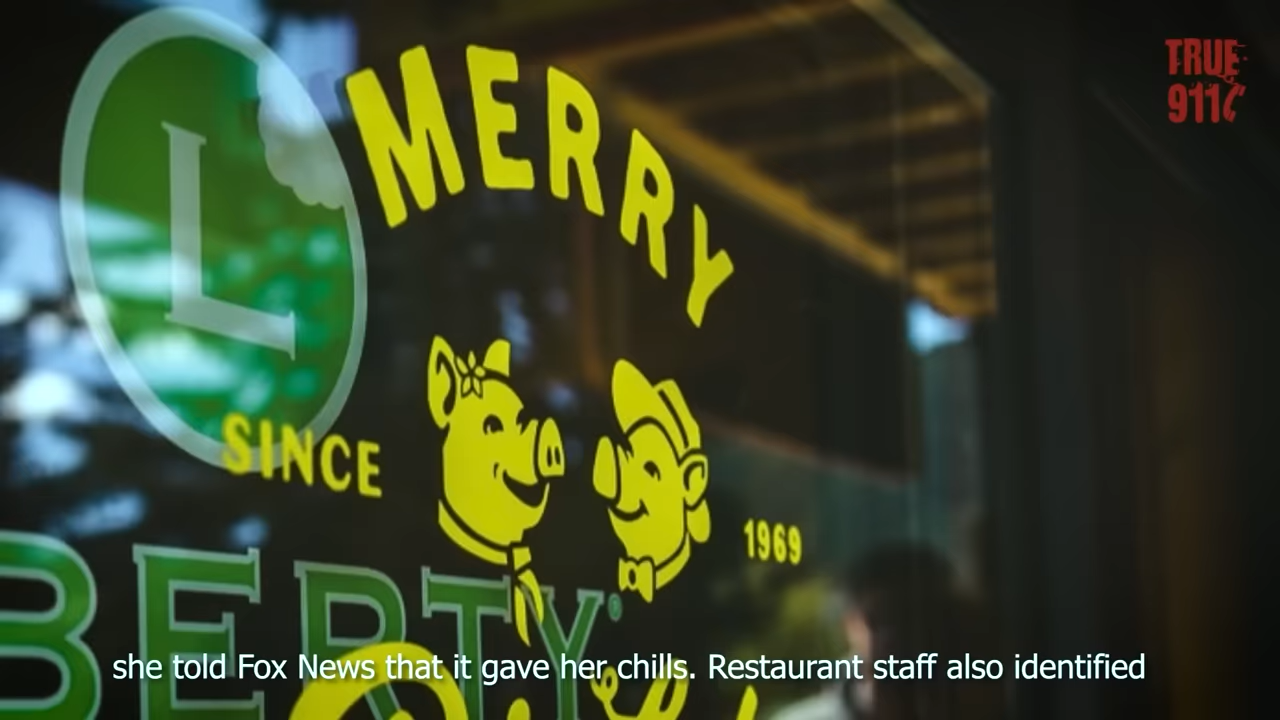 TRUE
911
L
MERRY
SINCE
1969
BERTY®
she told Fox News that it gave her chills. Restaurant staff also identified